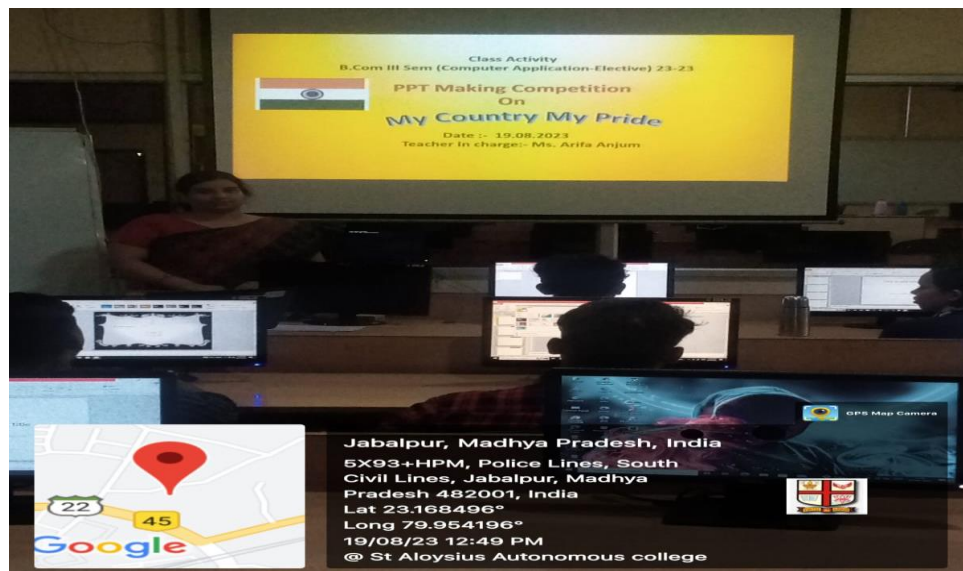 Class Activity
B.Com III Sem (Computer Application-Elective) 23-23
PPT Making Competition
On
My Country My Pride
Date :- 19.08.2023
Teacher In charge:- Ms. Arifa Anjum
GPS Map Camera
Jabalpur, Madhya Pradesh, India
5X93+HPM, Police Lines, South
Civil Lines, Jabalpur, Madhya
Pradesh 482001, India
Lat 23.168496°
Long 79.954196°
19/08/23 12:49 PM
@ St Aloysius Autonomous college
22
45
Google